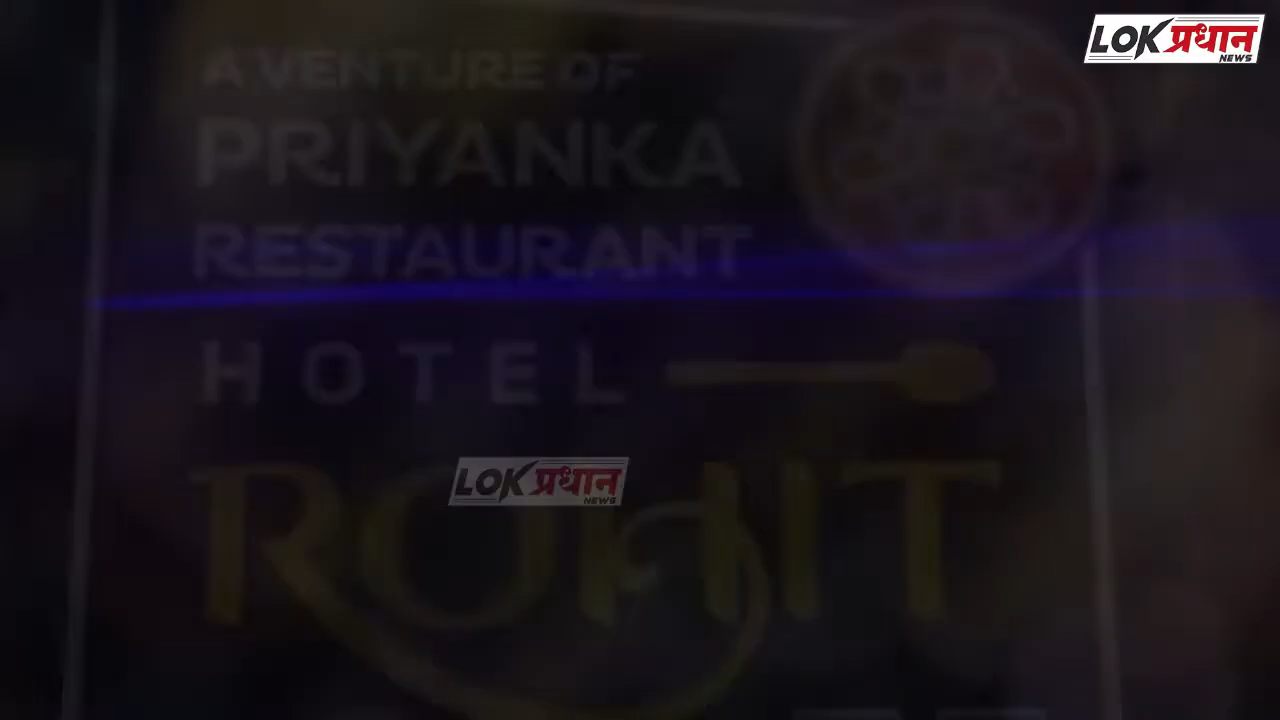 LOK प्रधान
NEWS
A VENTURE OF
PRIYANKA
RESTAURANT
HOTEL
ROHIT
LOK प्रधान
NEWS